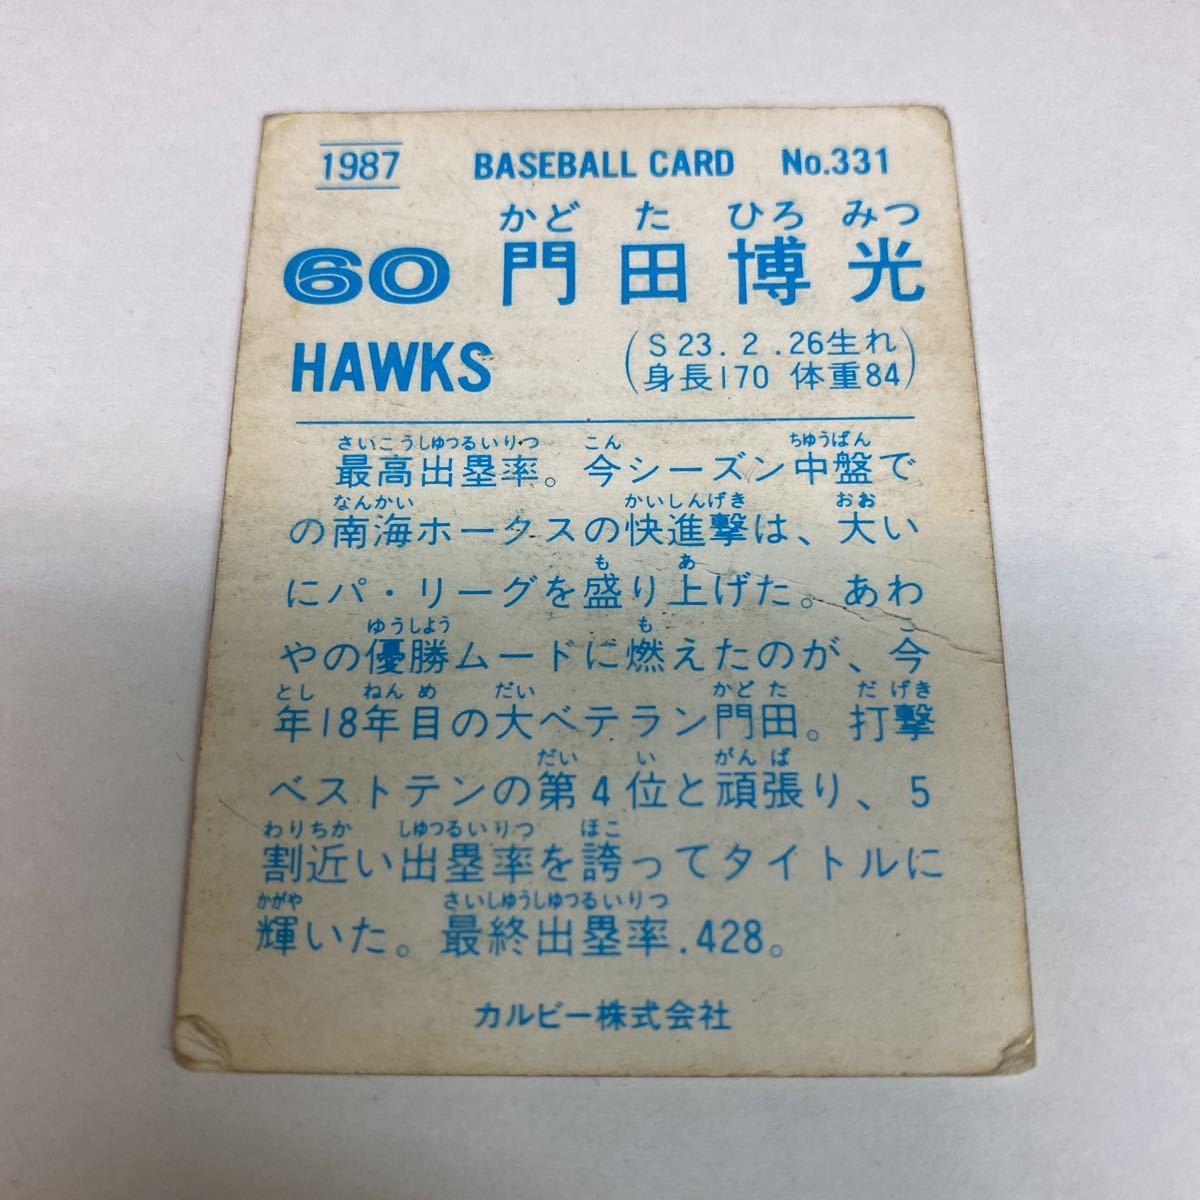 1987 BASEBALL CARD No.331
かどたひろみつ
60 門田博光
HAWKS (S23.2.26生れ
身長170 体重84)
さいこうしゆつるいりつ こん ちゆうばん
最高出塁率。今シーズン中盤で
なんかい かいしんげき おお
の南海ホータスの快進撃は、大い
も あ
にパ・リーグを盛り上げた。あわ
ゆうしよう も こ
やの優勝ムードに燃えたのが、今
とし ねんめ だい かどた だげき
年18年目の大ベテラン門田。打撃
だい い がんば
ベストテンの第4位と頑張り、5
わりちか しゆつるいりつ ほこ
割近い出塁率を誇ってタイトルに
かがや さいしゆうしゆつるいりつ
輝いた。最終出塁率.428。
カルビー株式会社